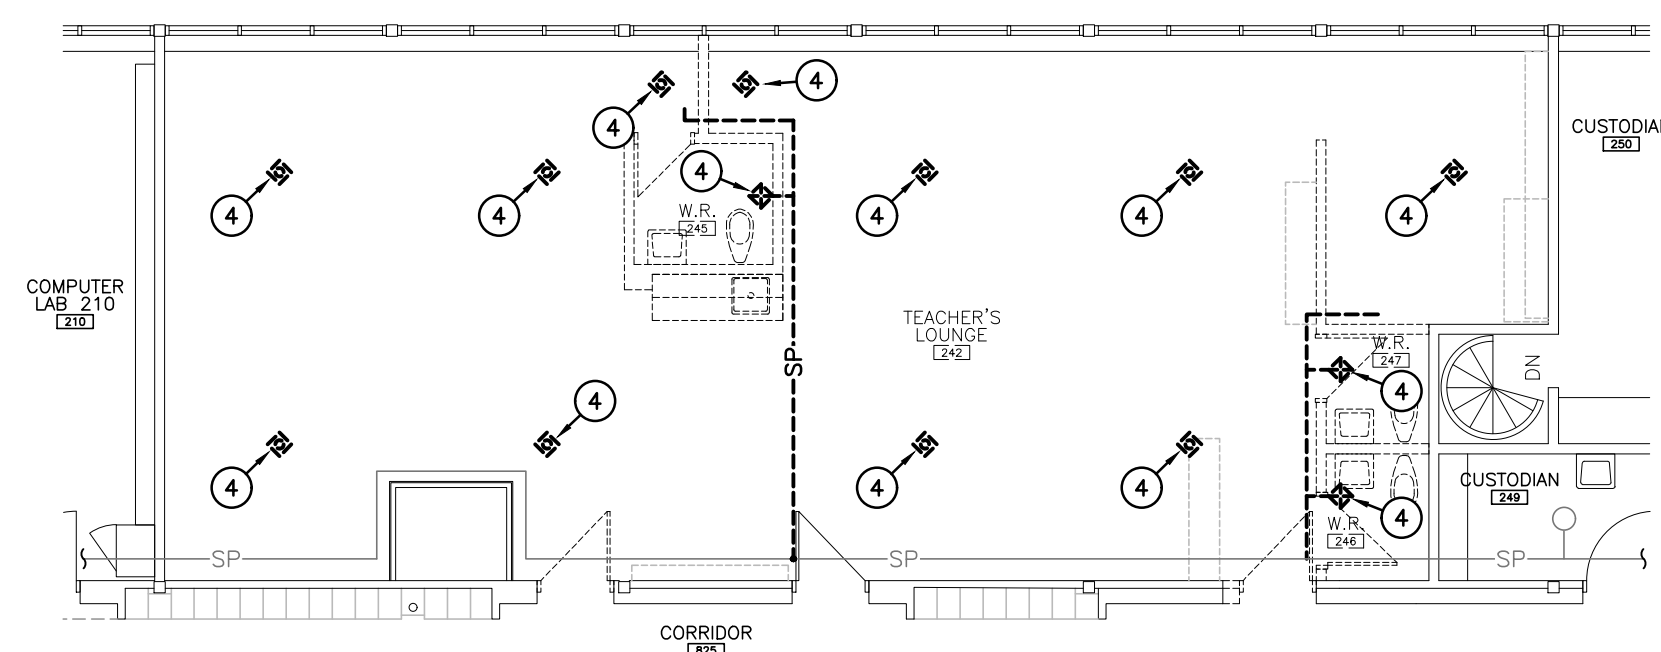 4
4
CUSTODIAN
250
4
4
4
4
4
4
W.R.
245
COMPUTER
LAB 210
210
TEACHER'S
LOUNGE
242
SP
W.R.
247
DN
4
4
4
4
4
4
CUSTODIAN
249
4
W.R.
246
SP
SP
SP
CORRIDOR
825